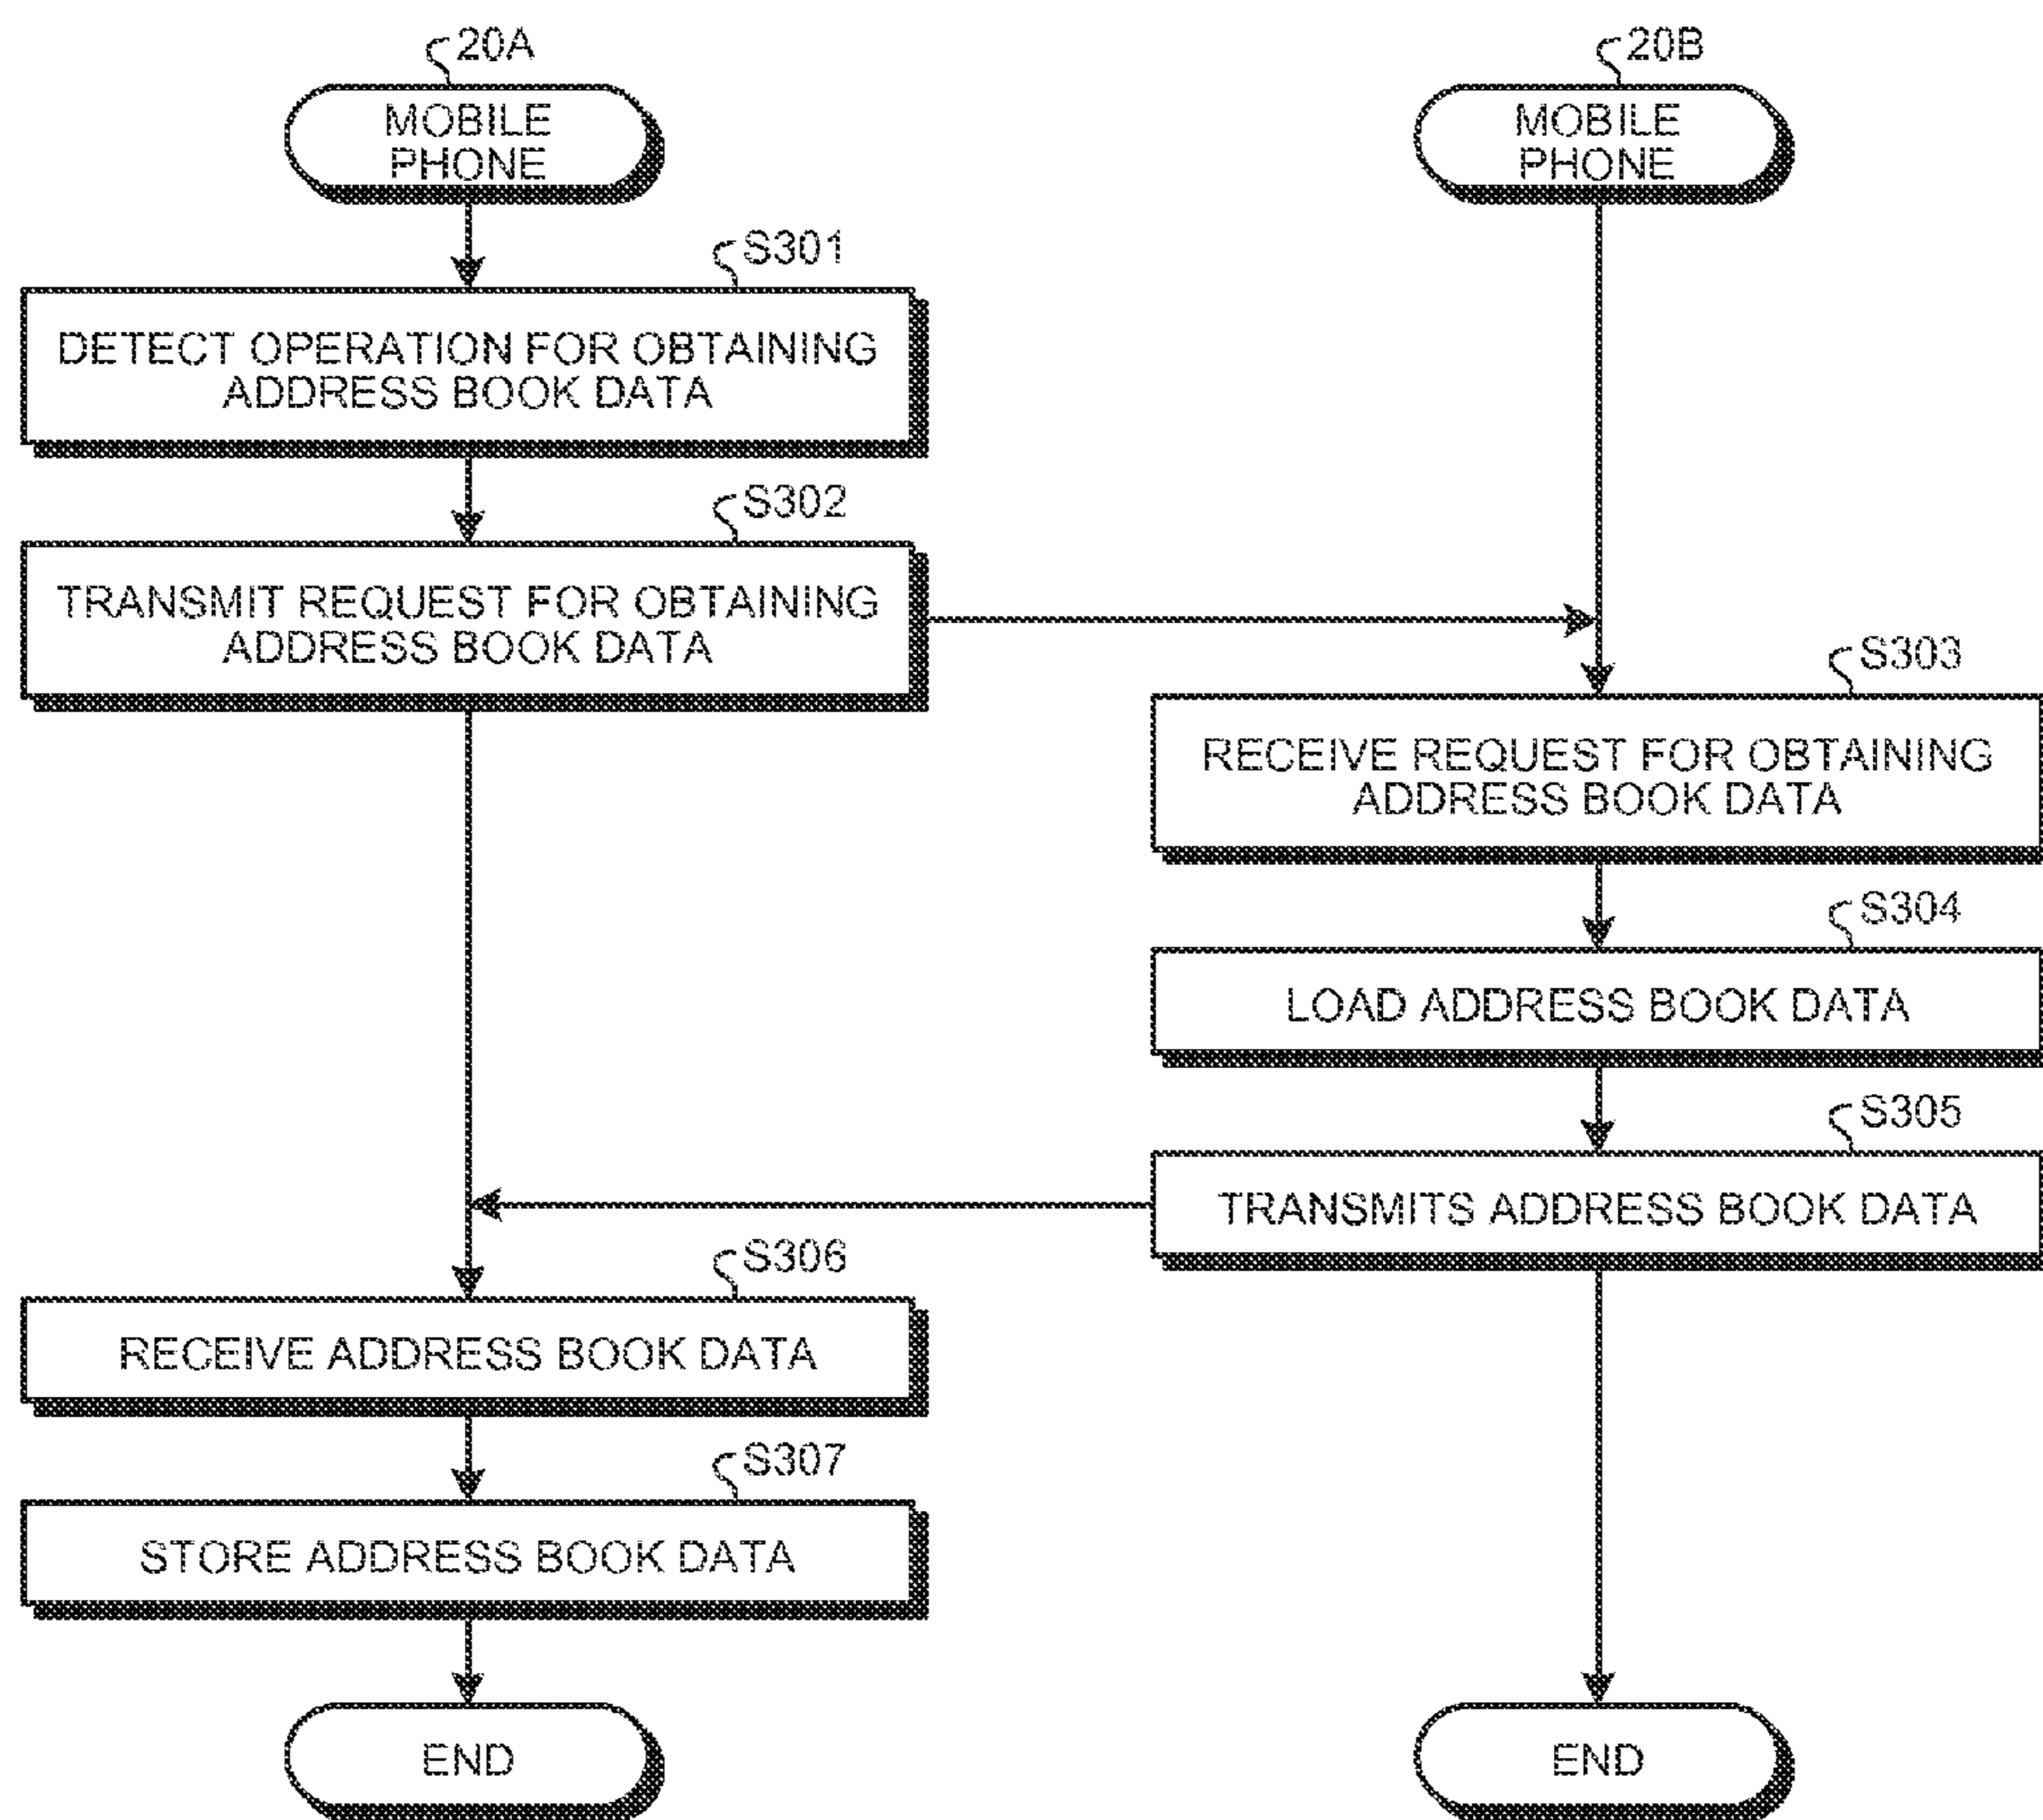 20A
MOBILE
PHONE
20B
MOBILE
PHONE
S301
DETECT OPERATION FOR OBTAINING
ADDRESS BOOK DATA
S302
TRANSMIT REQUEST FOR OBTAINING
ADDRESS BOOK DATA
S303
RECEIVE REQUEST FOR OBTAINING
ADDRESS BOOK DATA
S304
LOAD ADDRESS BOOK DATA
S305
TRANSMITS ADDRESS BOOK DATA
S306
RECEIVE ADDRESS BOOK DATA
S307
STORE ADDRESS BOOK DATA
END
END